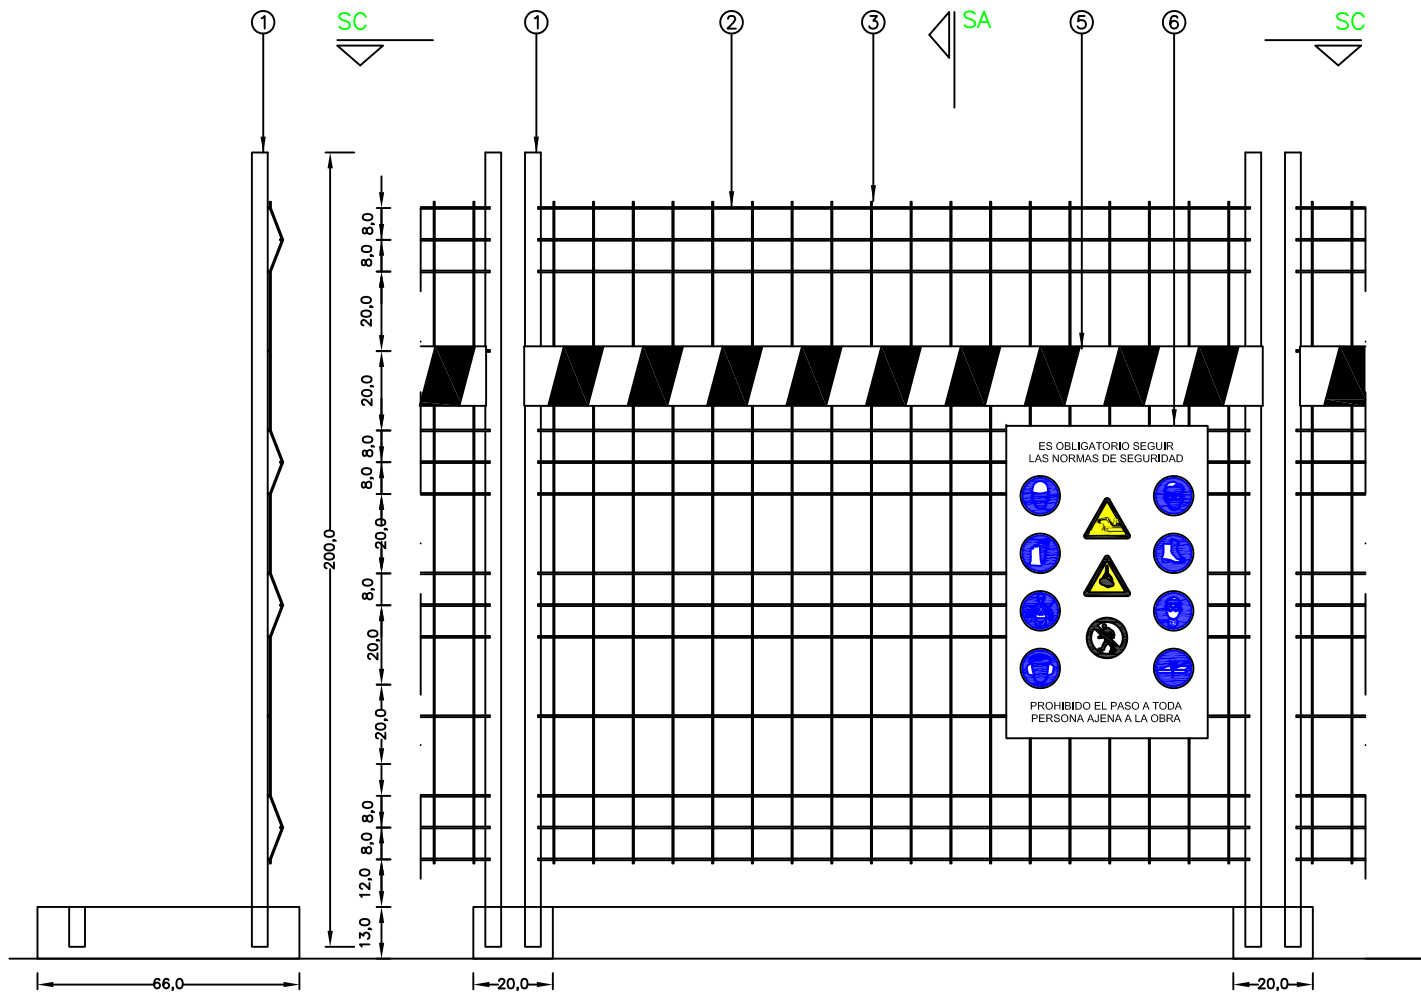 1 SC 1 2 3 SA 5 6 SC
8,0
8,0
20,0
20,0
8,0
8,0
20,0
8,0
20,0
20,0
8,0
8,0
12,0
13,0
200,0
ES OBLIGATORIO SEGUIR
LAS NORMAS DE SEGURIDAD
PROHIBIDO EL PASO A TODA
PERSONA AJENA A LA OBRA
66,0 20,0 20,0